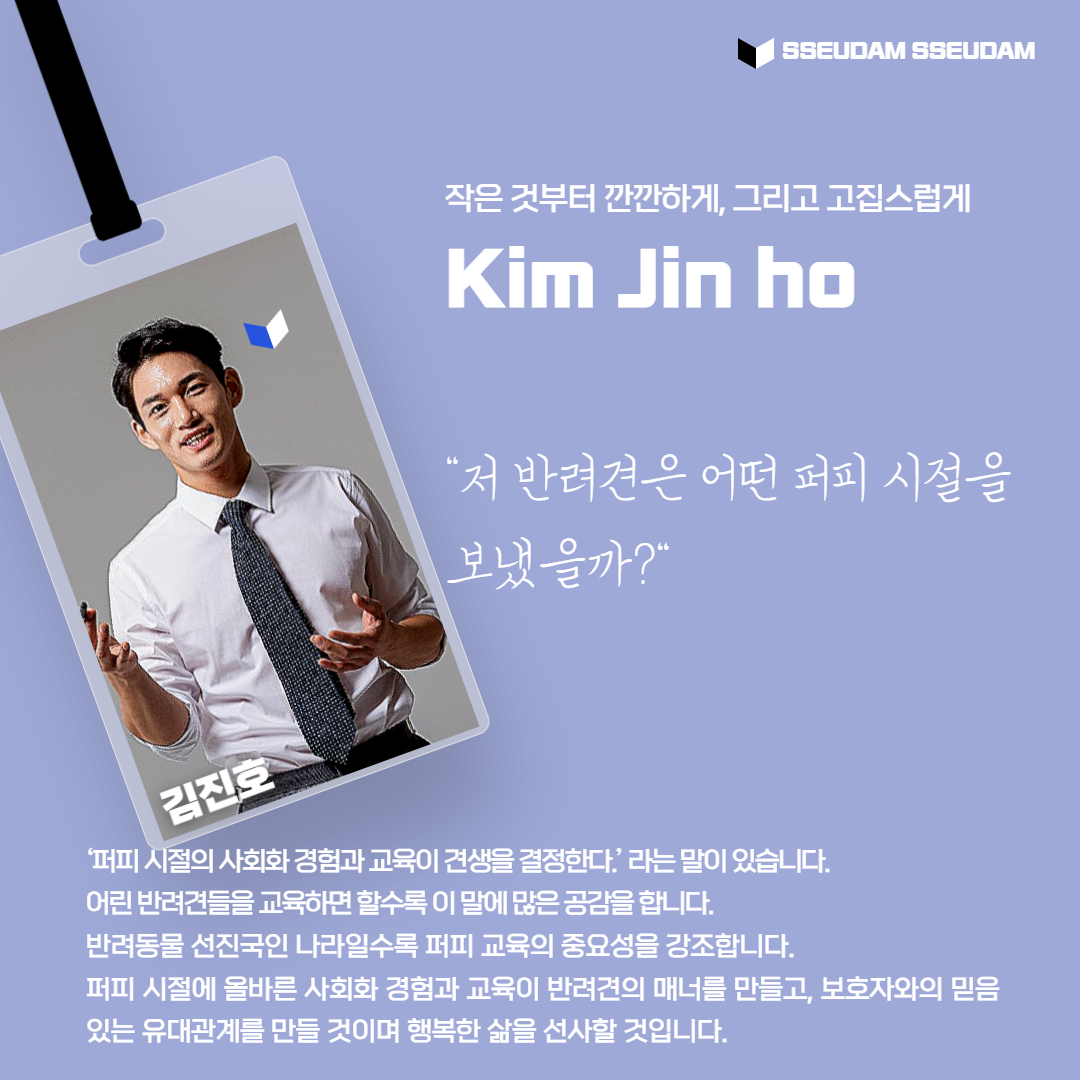 SSEUDAM SSEUDAM
작은 것부터 깐깐하게, 그리고 고집스럽게
Kim Jin ho
“저 반려견은 어떤 퍼피 시절을
보냈을까?“
김진호
‘퍼피 시절의 사회화 경험과 교육이 견생을 결정한다.’ 라는 말이 있습니다.
어린 반려견들을 교육하면 할수록 이 말에 많은 공감을 합니다.
반려동물 선진국인 나라일수록 퍼피 교육의 중요성을 강조합니다.
퍼피 시절에 올바른 사회화 경험과 교육이 반려견의 매너를 만들고, 보호자와의 믿음
있는 유대관계를 만들 것이며 행복한 삶을 선사할 것입니다.